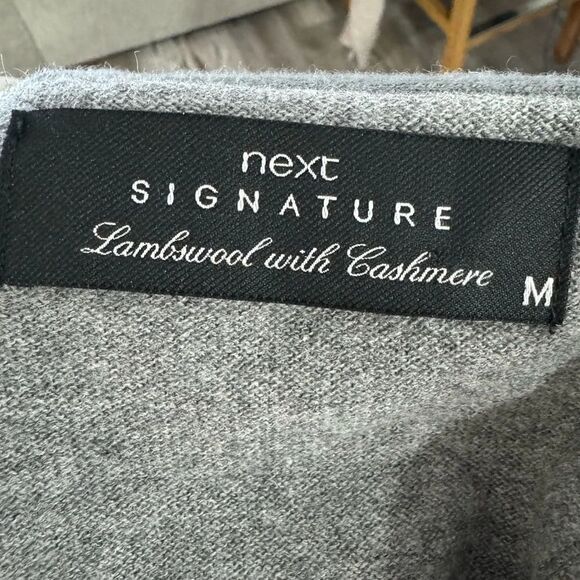 next
SIGNATURE
Lambswool with Cashmere
M